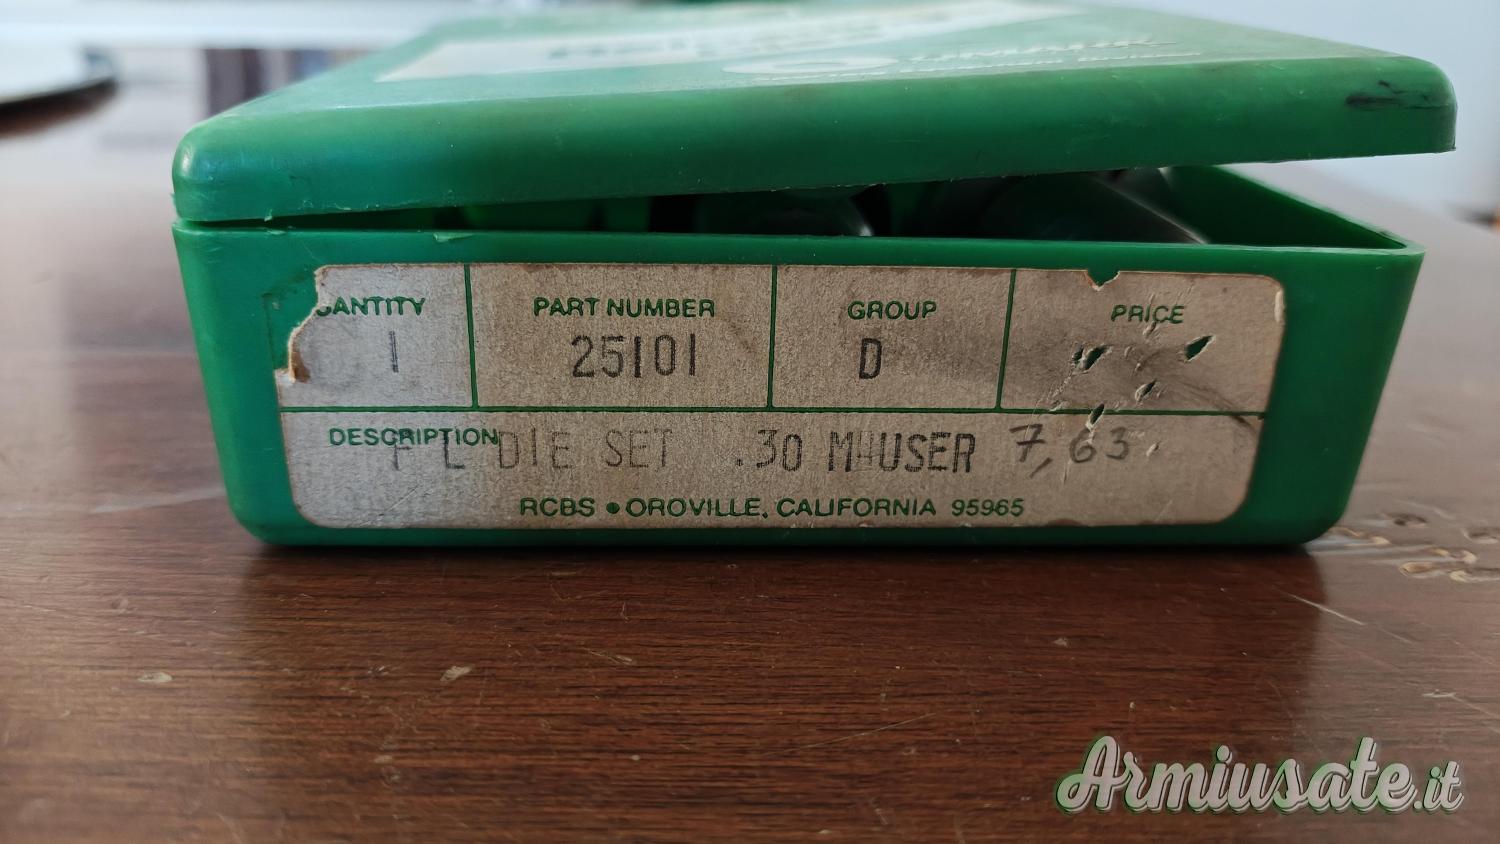 ANTITY PART NUMBER GROUP PRICE
1 25101 D
DESCRIPTION
F L DIE SET .30 MAUSER 7,63
RCBS • OROVILLE, CALIFORNIA 95965
Armiusate.it